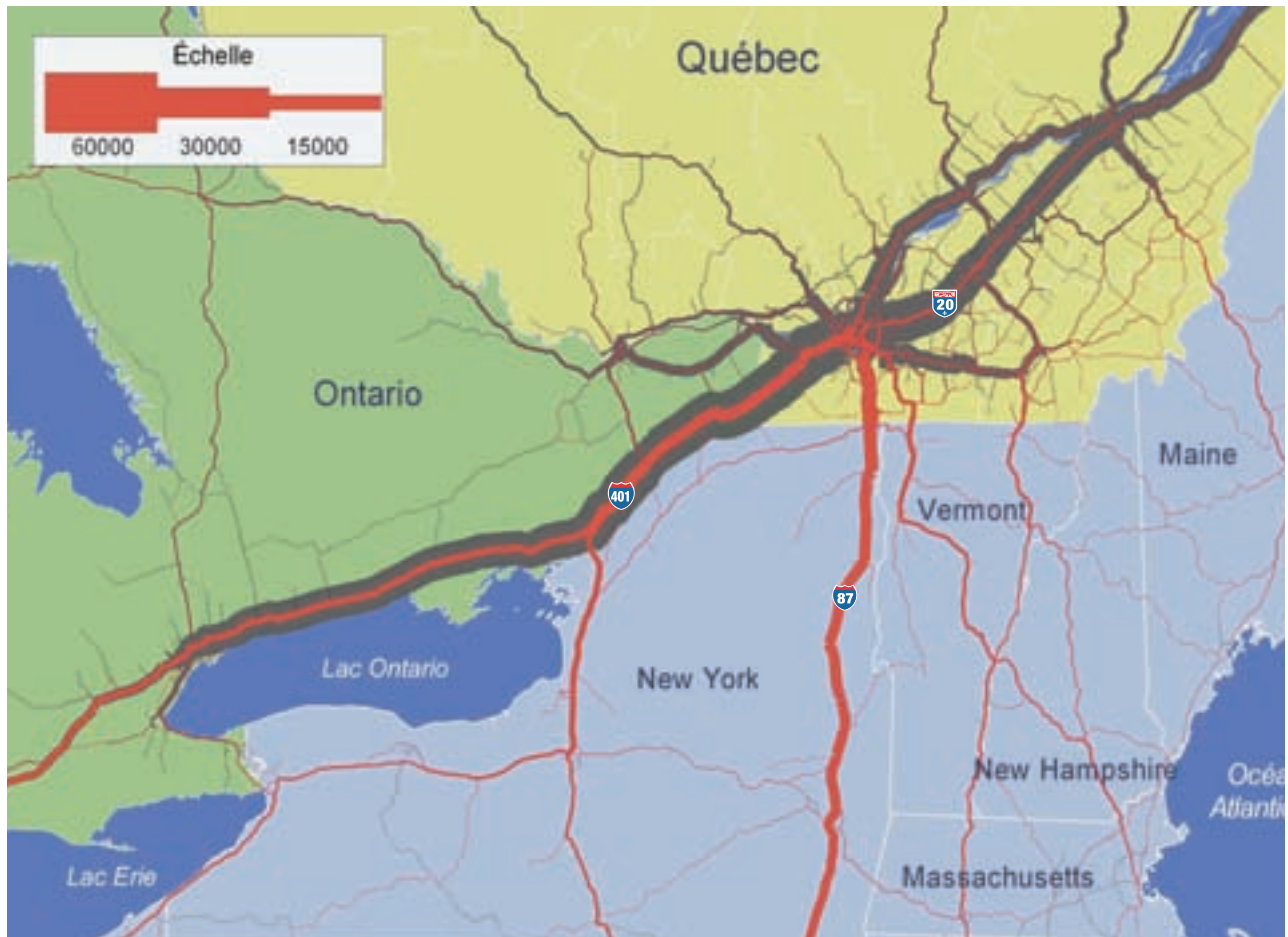 Échelle
60000 30000 15000
Québec
20
Ontario
Maine
401
Vermont
87
Lac Ontario
New York
New Hampshire
Océa
Atlanti
Lac Erie
Massachusetts